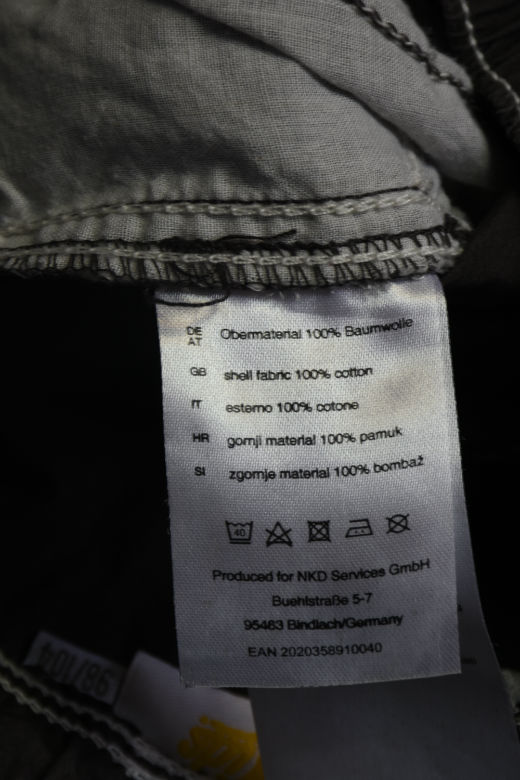 DE AT Obermaterial 100% Baumwolle
GB shell fabric 100% cotton
IT esterno 100% cotone
HR gornji material 100% pamuk
SI zgornje material 100% bombaž
40
Produced for NKD Services GmbH
Buehlstraße 5-7
95463 Bindlach/Germany
EAN 2020358910040
98/104